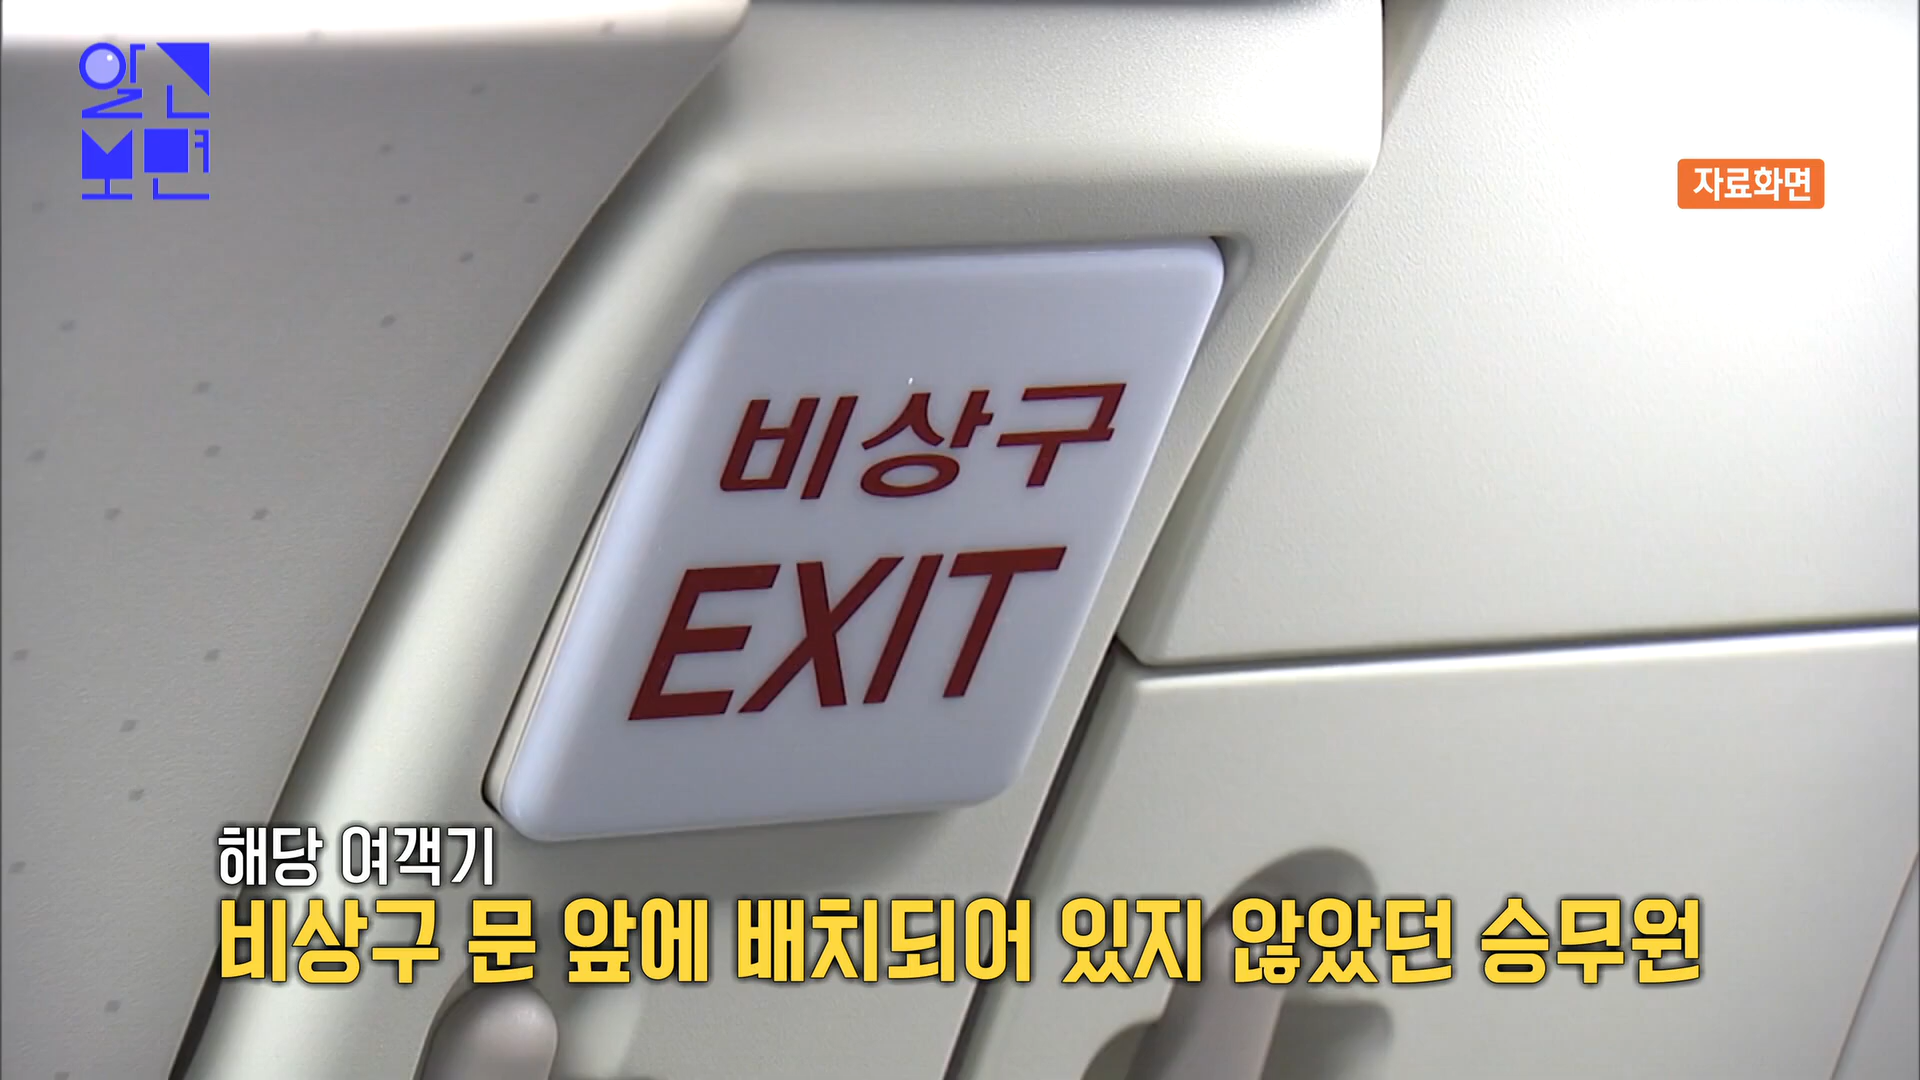 알고
보면
자료화면
비상구
EXIT
해당 여객기
비상구 문 앞에 배치되어 있지 않았던 승무원